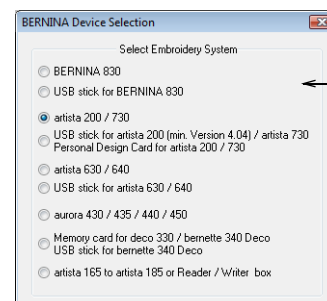 BERNINA Device Selection
Select Embroidery System
BERNINA 830
USB stick for BERNINA 830
artista 200 / 730
USB stick for artista 200 (min. Version 4.04) / artista 730
Personal Design Card for artista 200 / 730
artista 630 / 640
USB stick for artista 630 / 640
aurora 430 / 435 / 440 / 450
Memory card for deco 330 / bernette 340 Deco
USB stick for bernette 340 Deco
artista 165 to artista 185 or Reader / Writer box